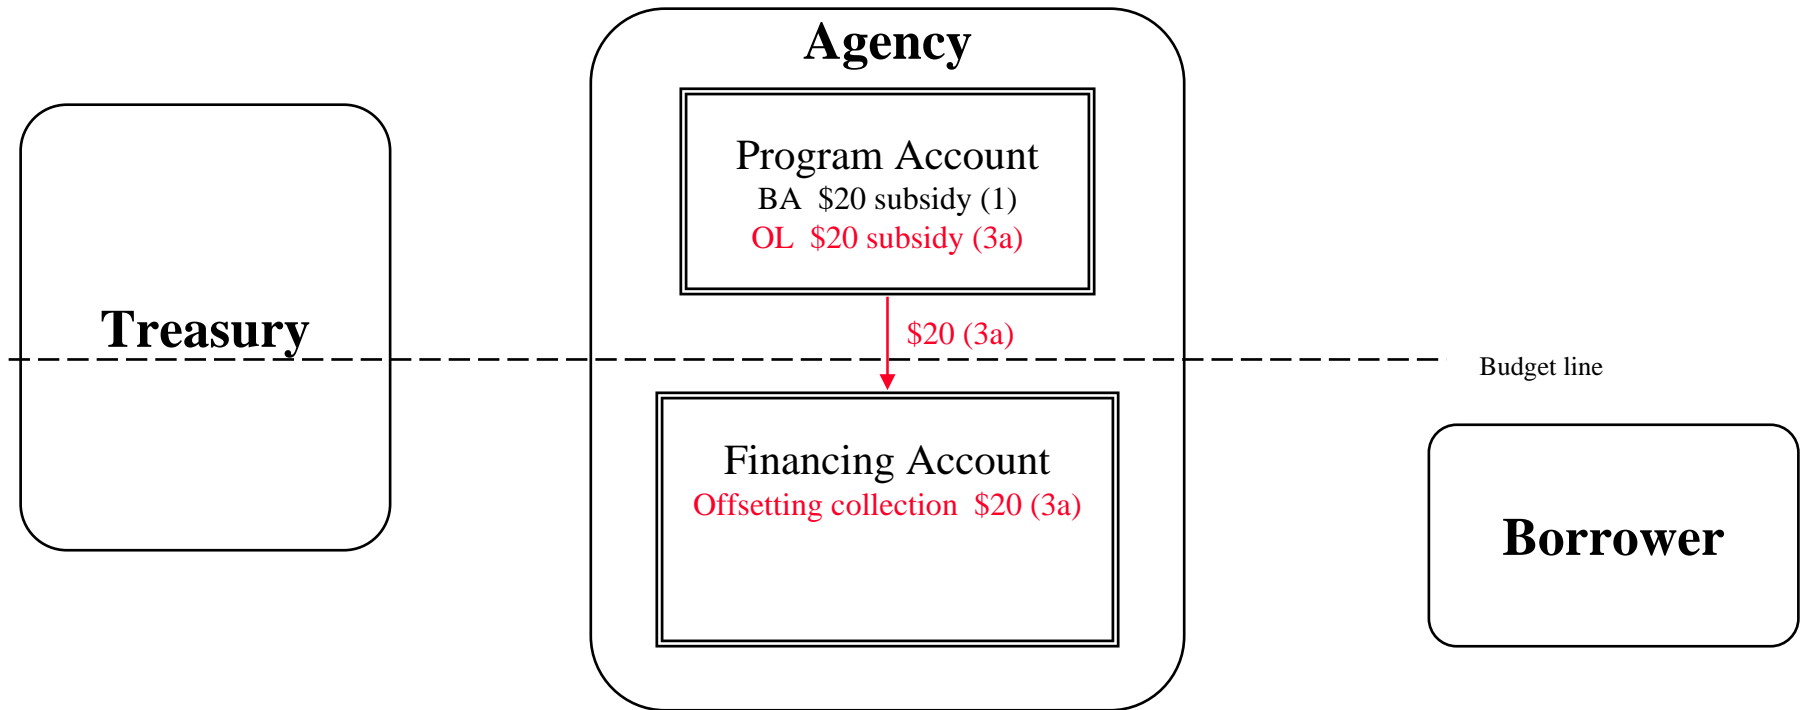 Agency
Program Account
BA  $20 subsidy (1)
OL  $20 subsidy (3a)
Treasury
$20 (3a)
Budget line
Financing Account
Offsetting collection  $20 (3a)
Borrower